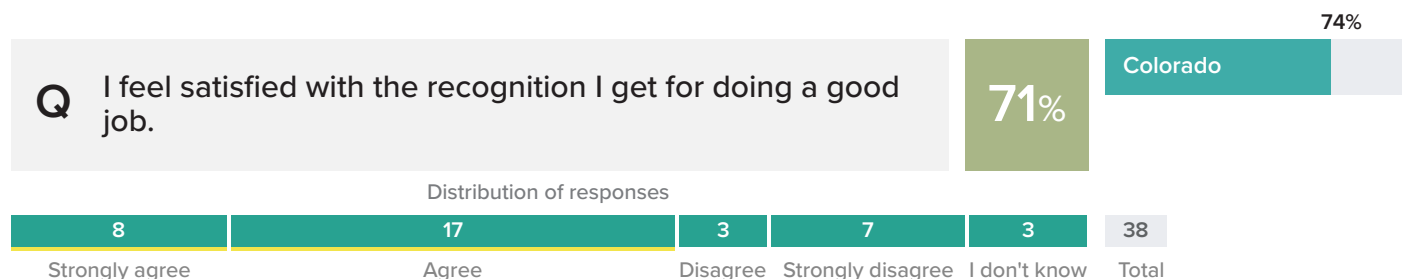 74%
Q
I feel satisfied with the recognition I get for doing a good
job.
71%
Colorado
Distribution of responses
8 17 3 7 3 38
Strongly agree Agree Disagree Strongly disagree I don't know Total